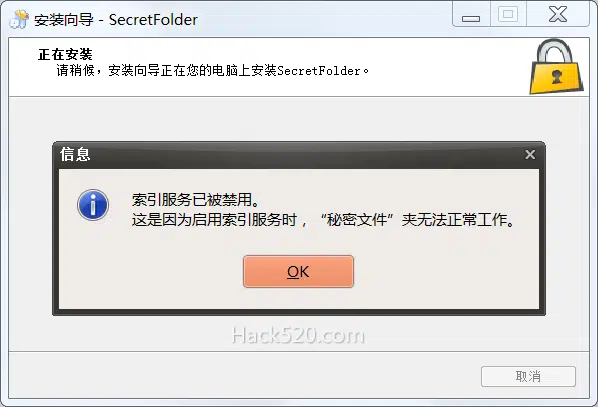 安装向导 - SecretFolder
正在安装
请稍候，安装向导正在您的电脑上安装SecretFolder。
信息
索引服务已被禁用。
这是因为启用索引服务时，“秘密文件”夹无法正常工作。
OK
Hack520.com
取消